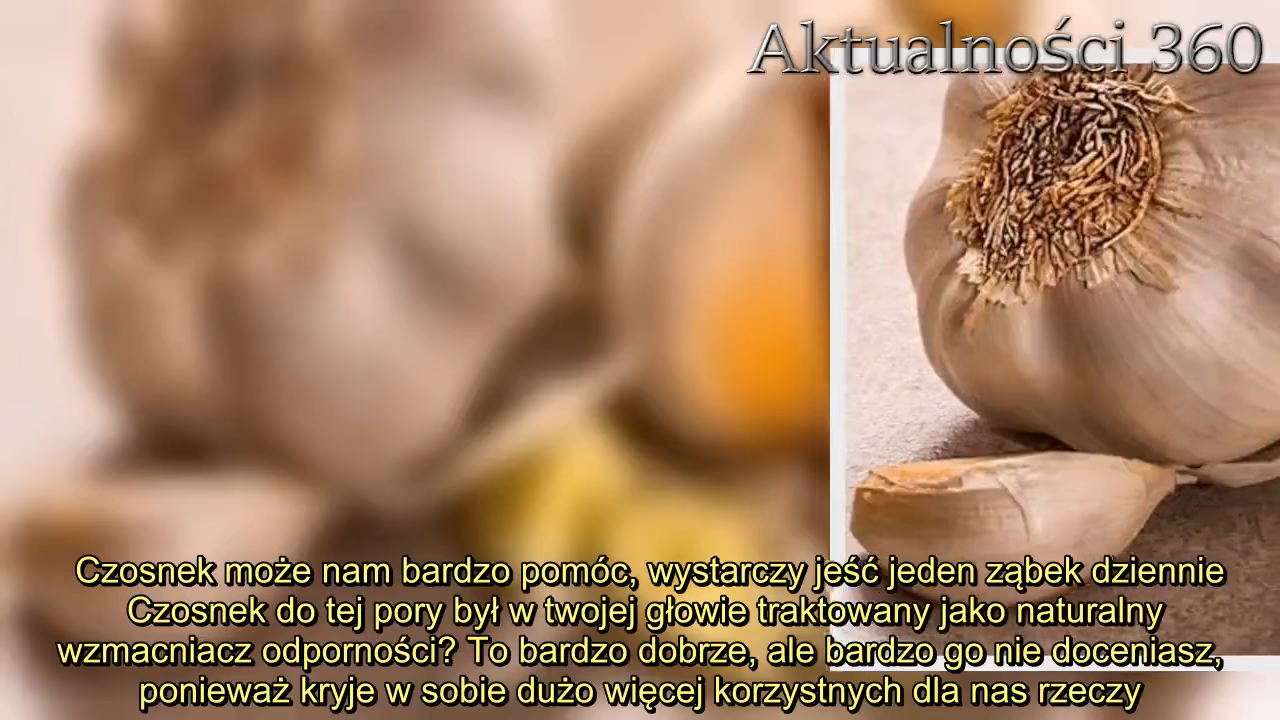 Aktualności 360
Czosnek może nam bardzo pomóc, wystarczy jeść jeden ząbek dziennie
Czosnek do tej pory był w twojej głowie traktowany jako naturalny
wzmacniacz odporności? To bardzo dobrze, ale bardzo go nie doceniasz,
ponieważ kryje w sobie dużo więcej korzystnych dla nas rzeczy